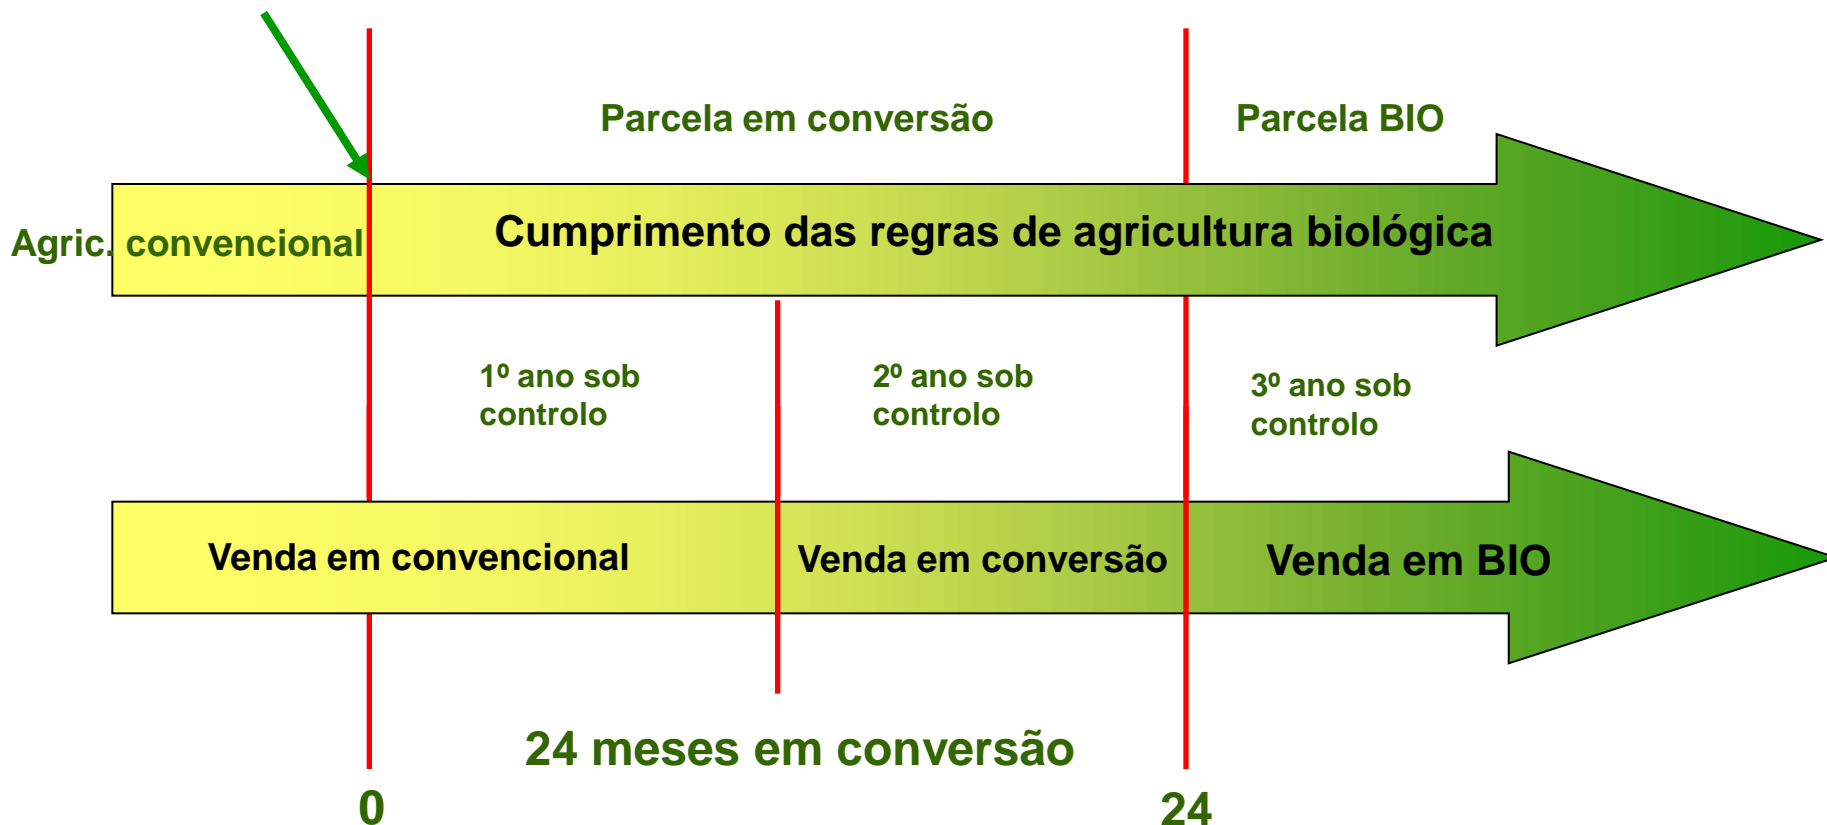 Parcela em conversão
Parcela BIO
Agric. convencional
Cumprimento das regras de agricultura biológica
1º ano sob
controlo
2º ano sob
controlo
3º ano sob
controlo
Venda em convencional
Venda em conversão
Venda em BIO
24 meses em conversão
0
24